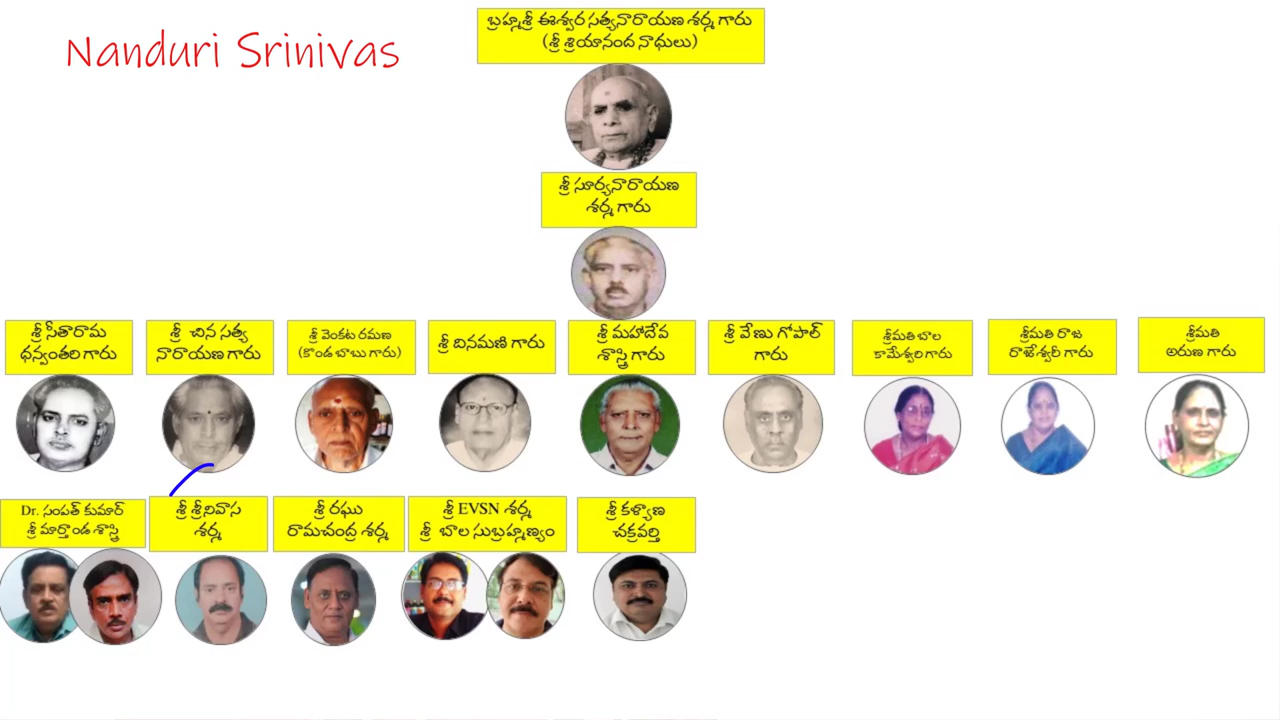 Nanduri Srinivas
బ్రహ్మశ్రీ ఈశ్వర సత్యనారాయణ శర్మ గారు
(శ్రీ శ్రియానంద నాథులు)
శ్రీ సూర్యనారాయణ
శర్మ గారు
శ్రీ సీతారామ
ధన్వంతరి గారు
శ్రీ చిన సత్య
నారాయణ గారు
శ్రీ వెంకట రమణ
(కొండ బాబు గారు)
శ్రీ దినమణి గారు
శ్రీ మహాదేవ
శాస్త్రి గారు
శ్రీ వేణు గోపాల్
గారు
శ్రీమతి బాల
కామేశ్వరి గారు
శ్రీమతి రాజ
రాజేశ్వరీ గారు
శ్రీమతి
అరుణ గారు
Dr. సంపత్ కుమార్
శ్రీ మార్తాండ శాస్త్రి
శ్రీ శ్రీనివాస
శర్మ
శ్రీ రఘు
రామచంద్ర శర్మ
శ్రీ EVSN శర్మ
శ్రీ బాల సుబ్రహ్మణ్యం
శ్రీ కళ్యాణ
చక్రవర్తి